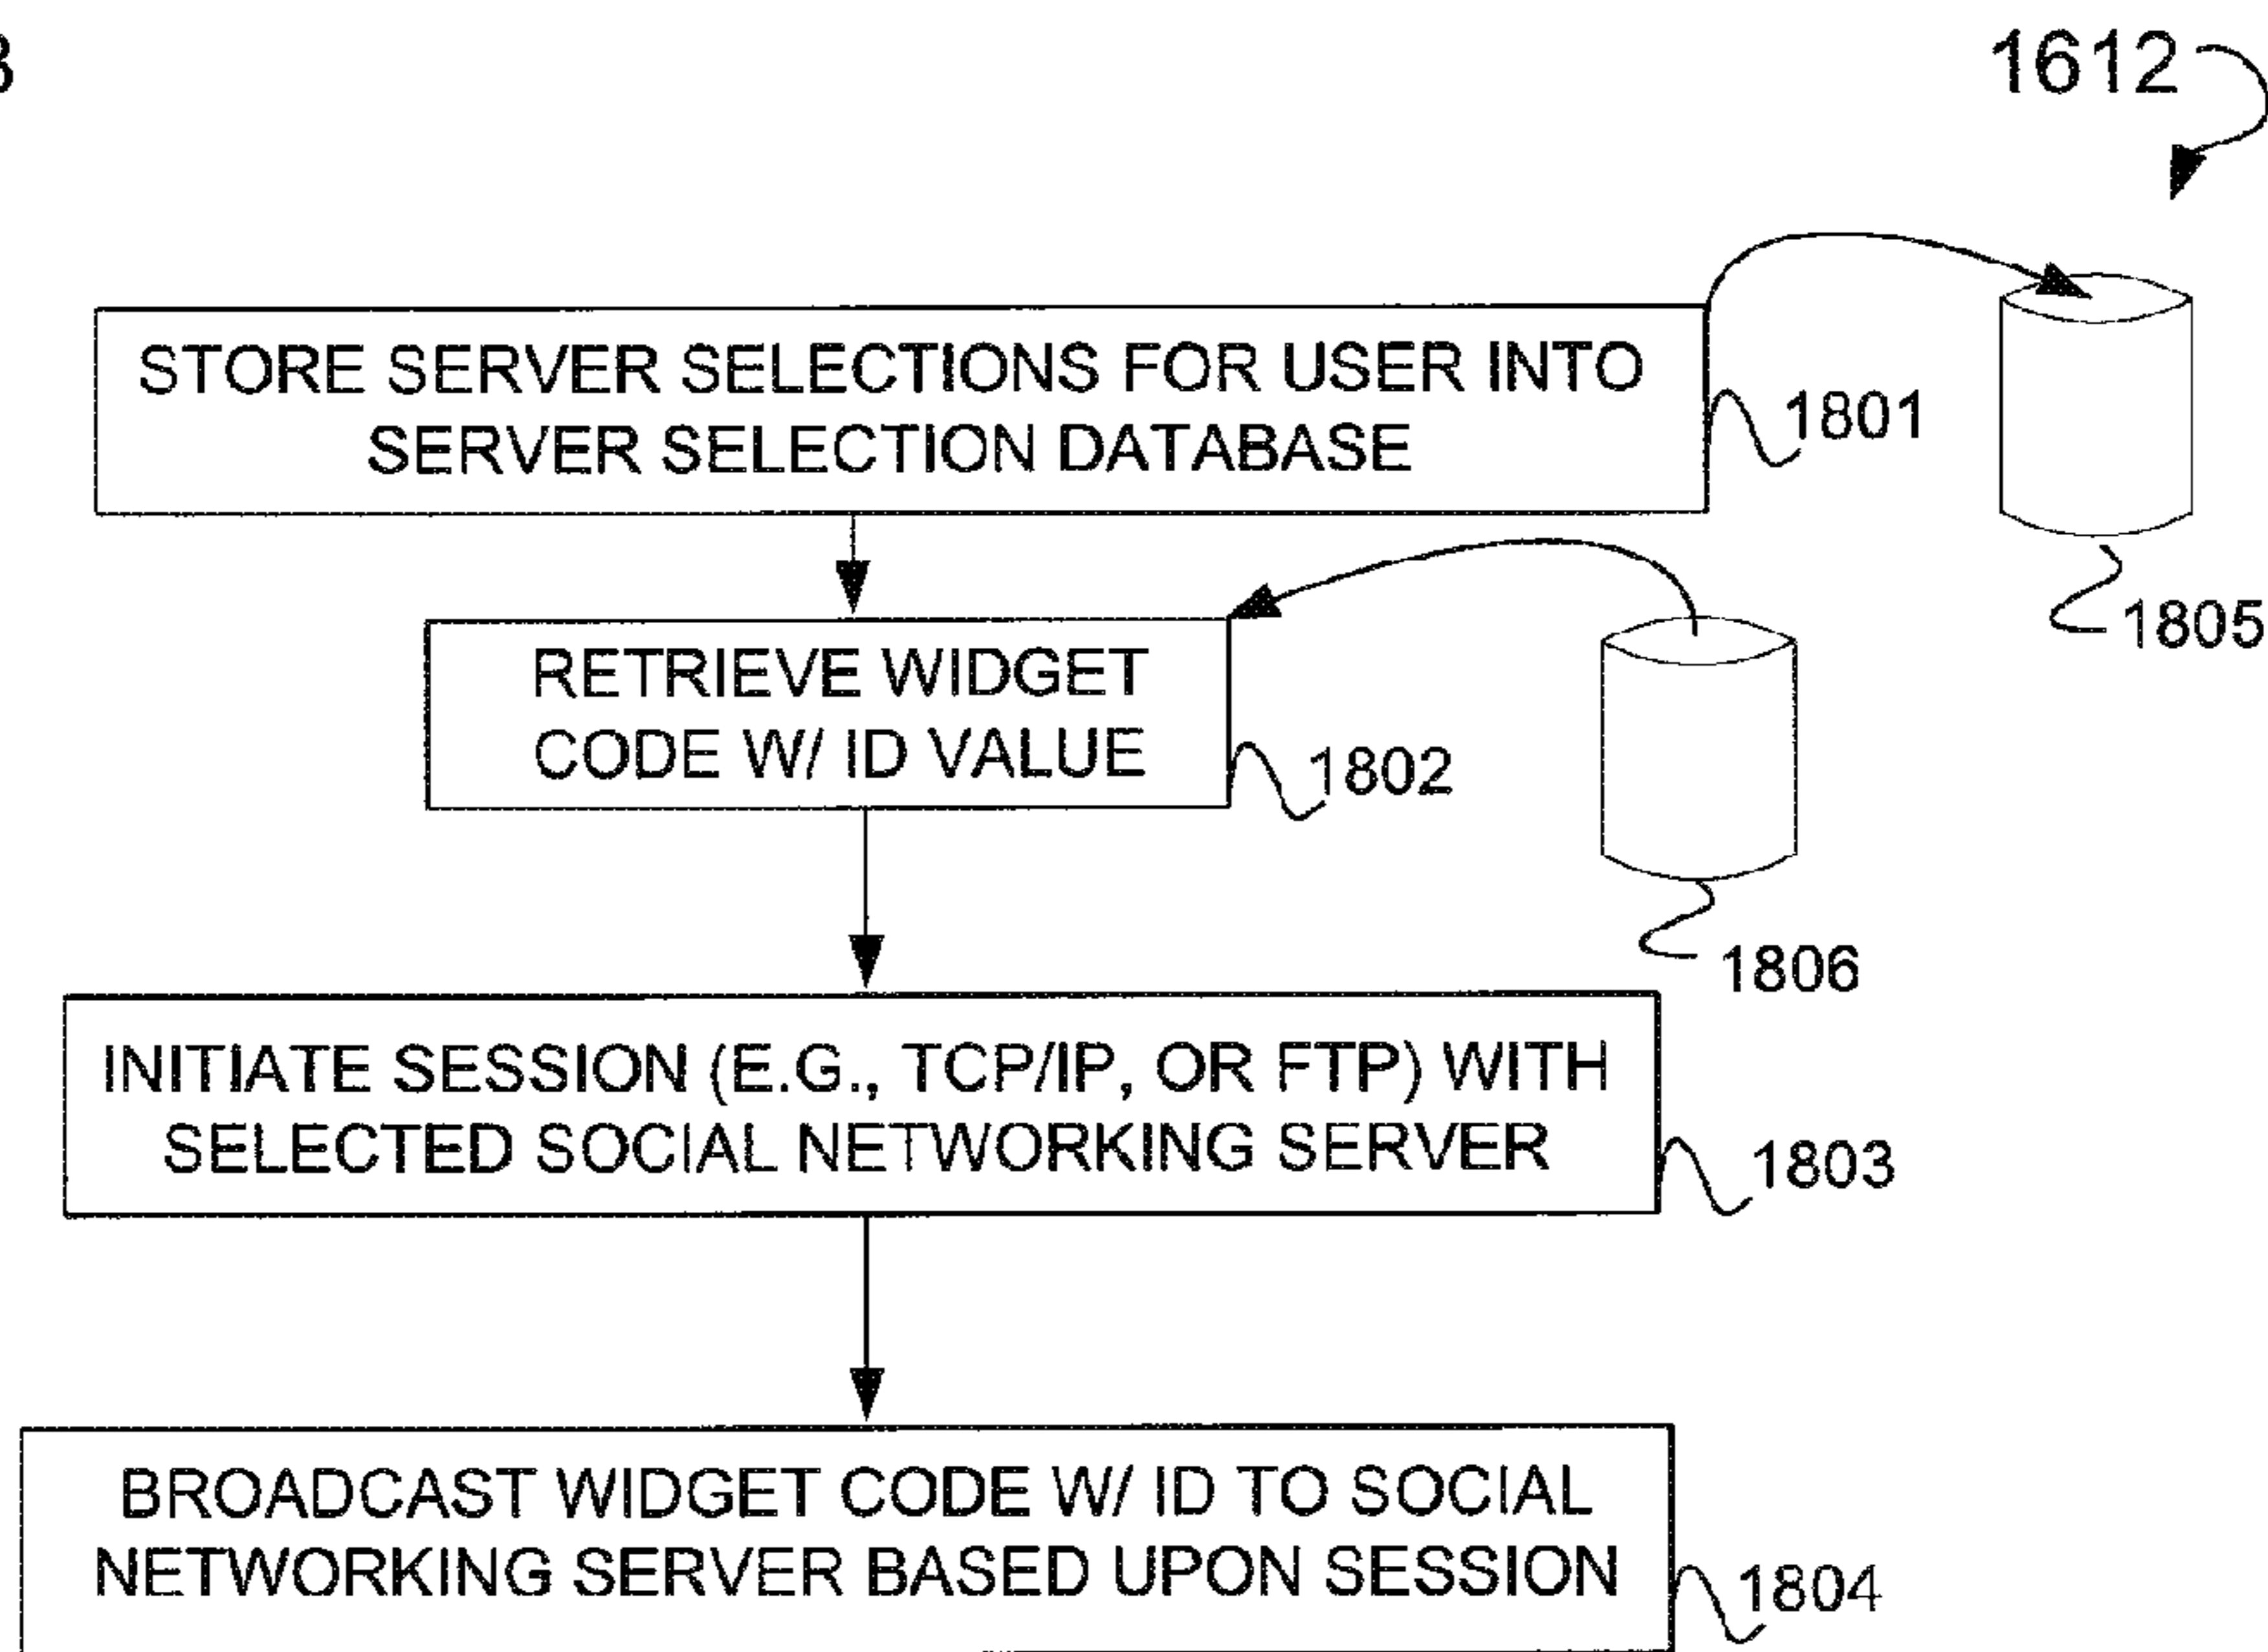 1612
STORE SERVER SELECTIONS FOR USER INTO
SERVER SELECTION DATABASE
1801
1805
RETRIEVE WIDGET
CODE W/ ID VALUE
1802
1806
INITIATE SESSION (E.G., TCP/IP, OR FTP) WITH
SELECTED SOCIAL NETWORKING SERVER
1803
BROADCAST WIDGET CODE W/ ID TO SOCIAL
NETWORKING SERVER BASED UPON SESSION
1804